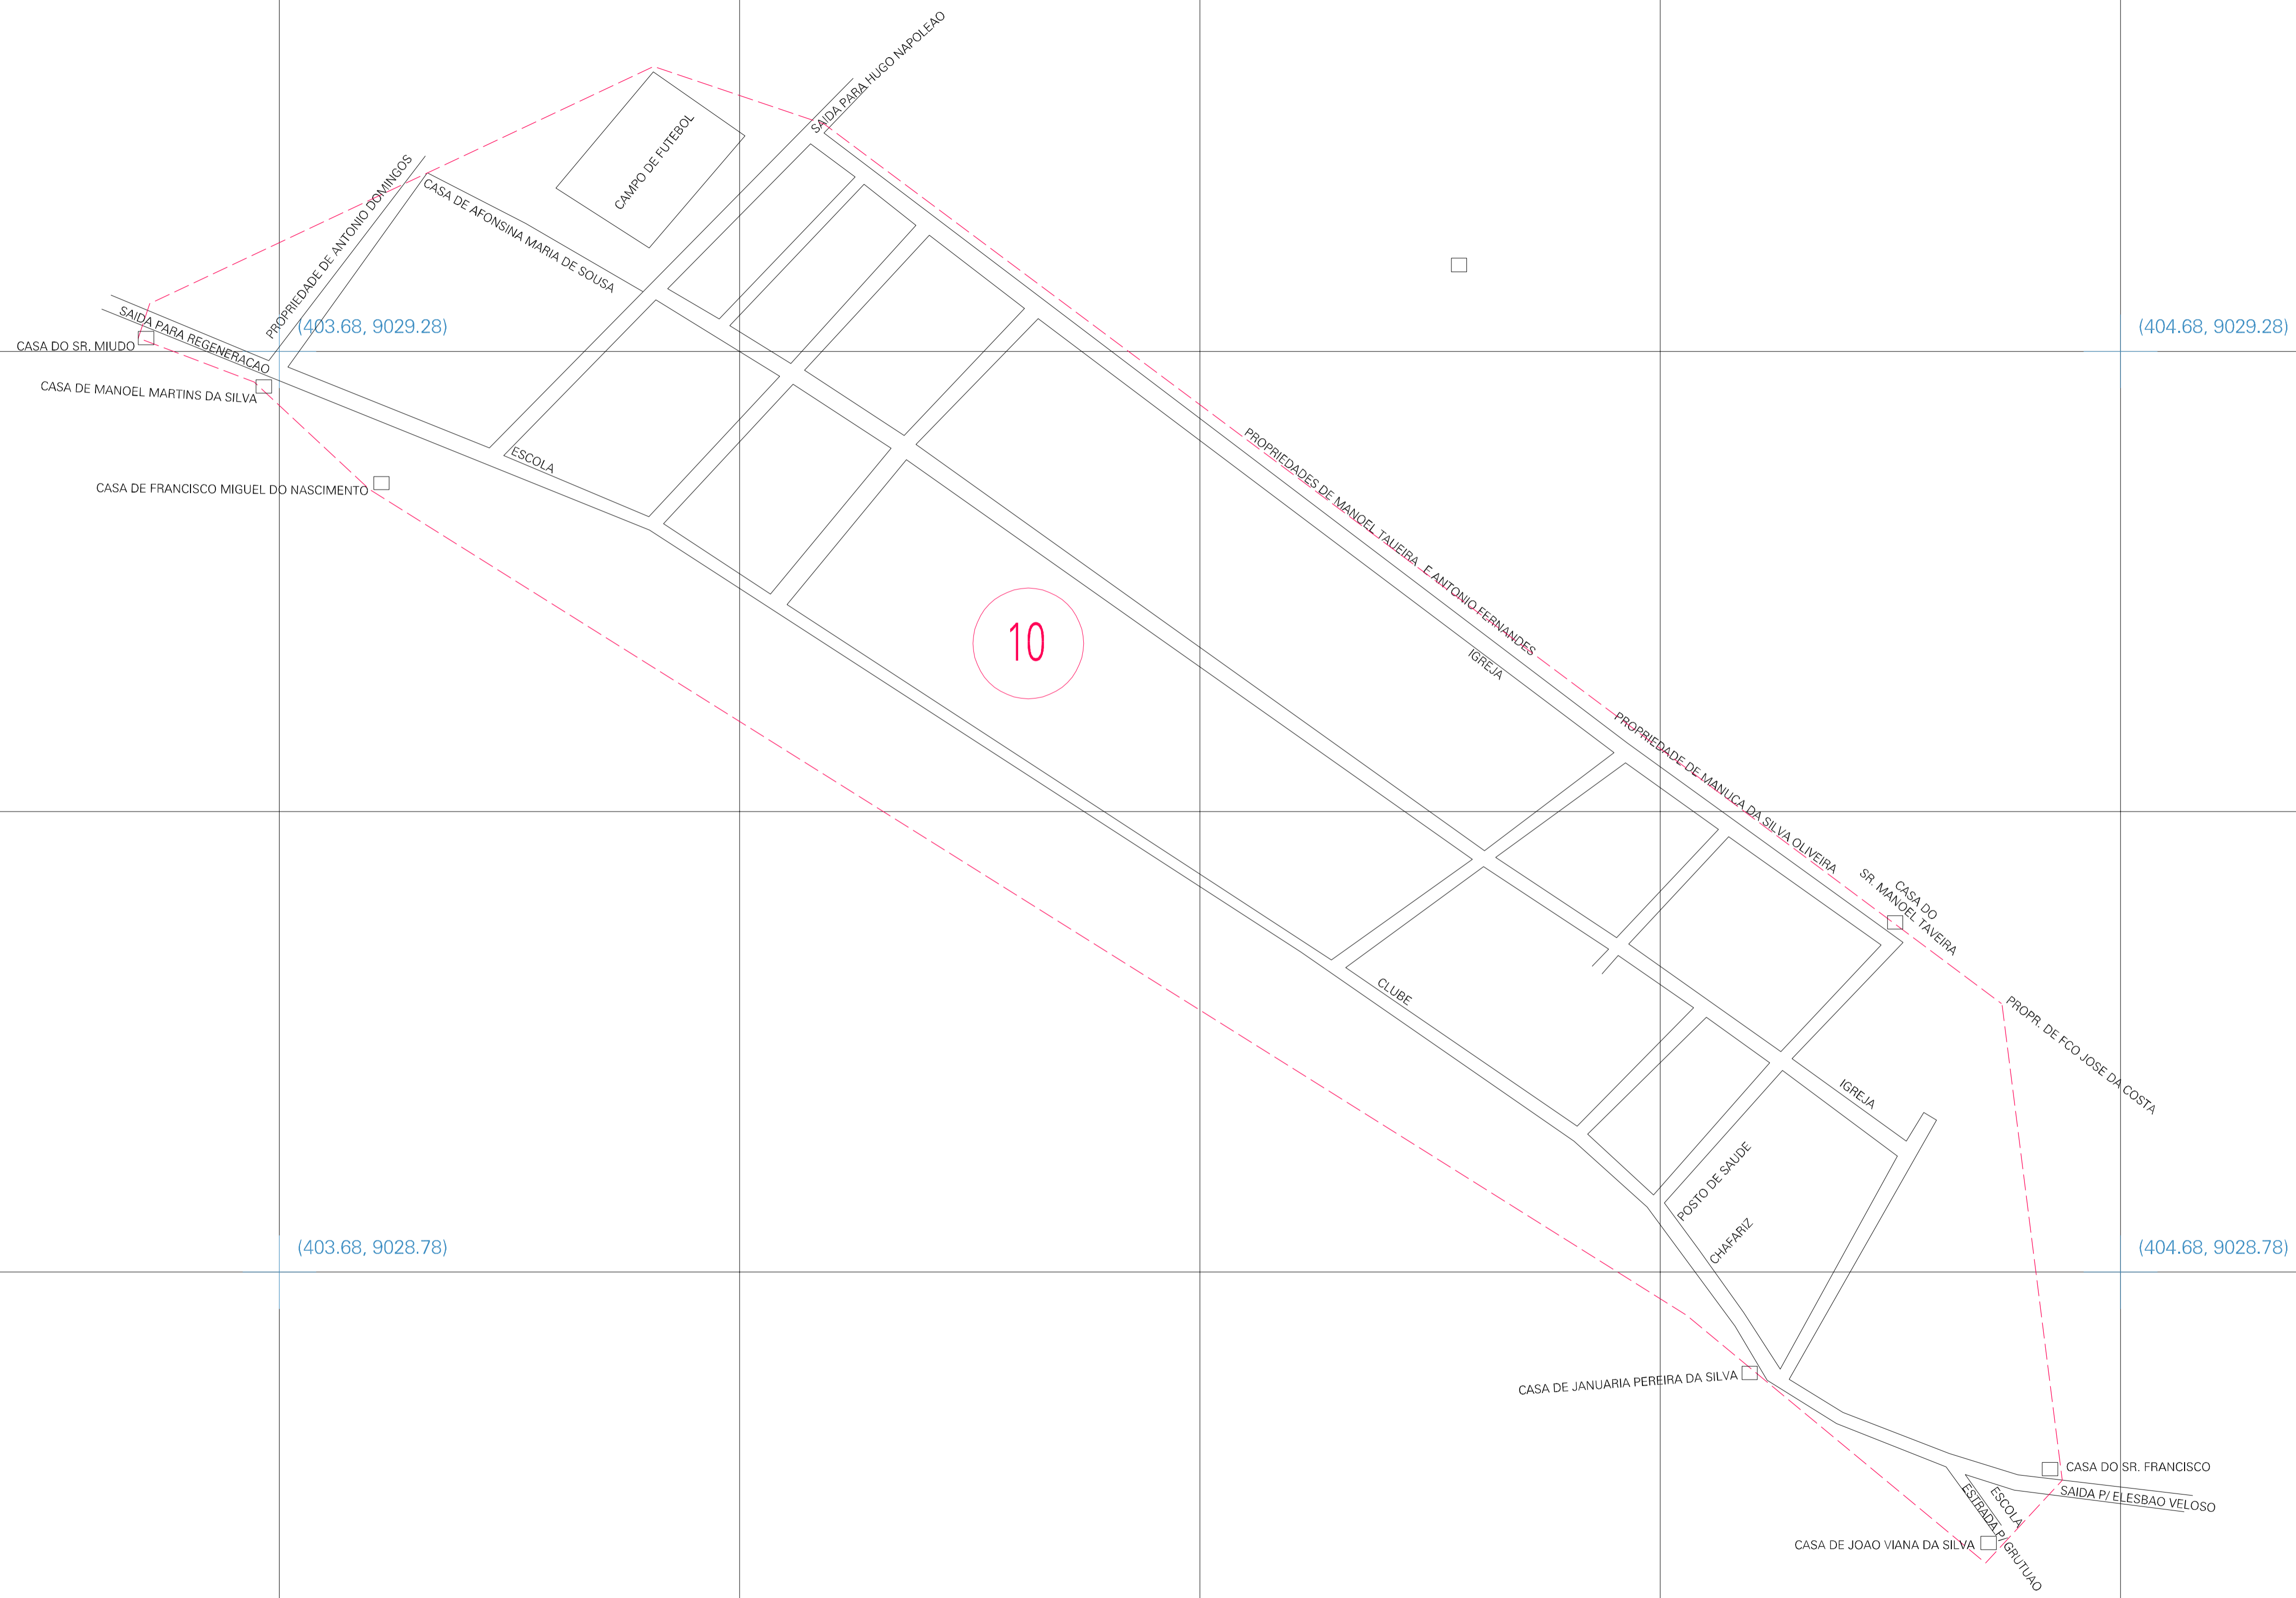 SAIDA PARA HUGO NAPOLEAO
CAMPO DE FUTEBOL
PROPRIEDADE DE ANTONIO DOMINGOS
CASA DE AFONSINA MARIA DE SOUSA
SAIDA PARA REGENERACAO
(403.68, 9029.28)
(404.68, 9029.28)
CASA DO SR. MIUDO
CASA DE MANOEL MARTINS DA SILVA
ESCOLA
CASA DE FRANCISCO MIGUEL DO NASCIMENTO
PROPRIEDADES DE MANOEL TAUEIRA E ANTONIO FERNANDES
10
IGREJA
PROPRIEDADE DE MANUCA DA SILVA OLIVEIRA
CASA DO
SR. MANOEL TAVEIRA
CLUBE
PROPR. DE FCO JOSE DA COSTA
IGREJA
POSTO DE SAUDE
CHAFARIZ
(403.68, 9028.78)
(404.68, 9028.78)
CASA DE JANUARIA PEREIRA DA SILVA
CASA DO SR. FRANCISCO
SAIDA P/ ELESBAO VELOSO
ESCOLA
ESTRADA P/ GRUTUAO
CASA DE JOAO VIANA DA SILVA